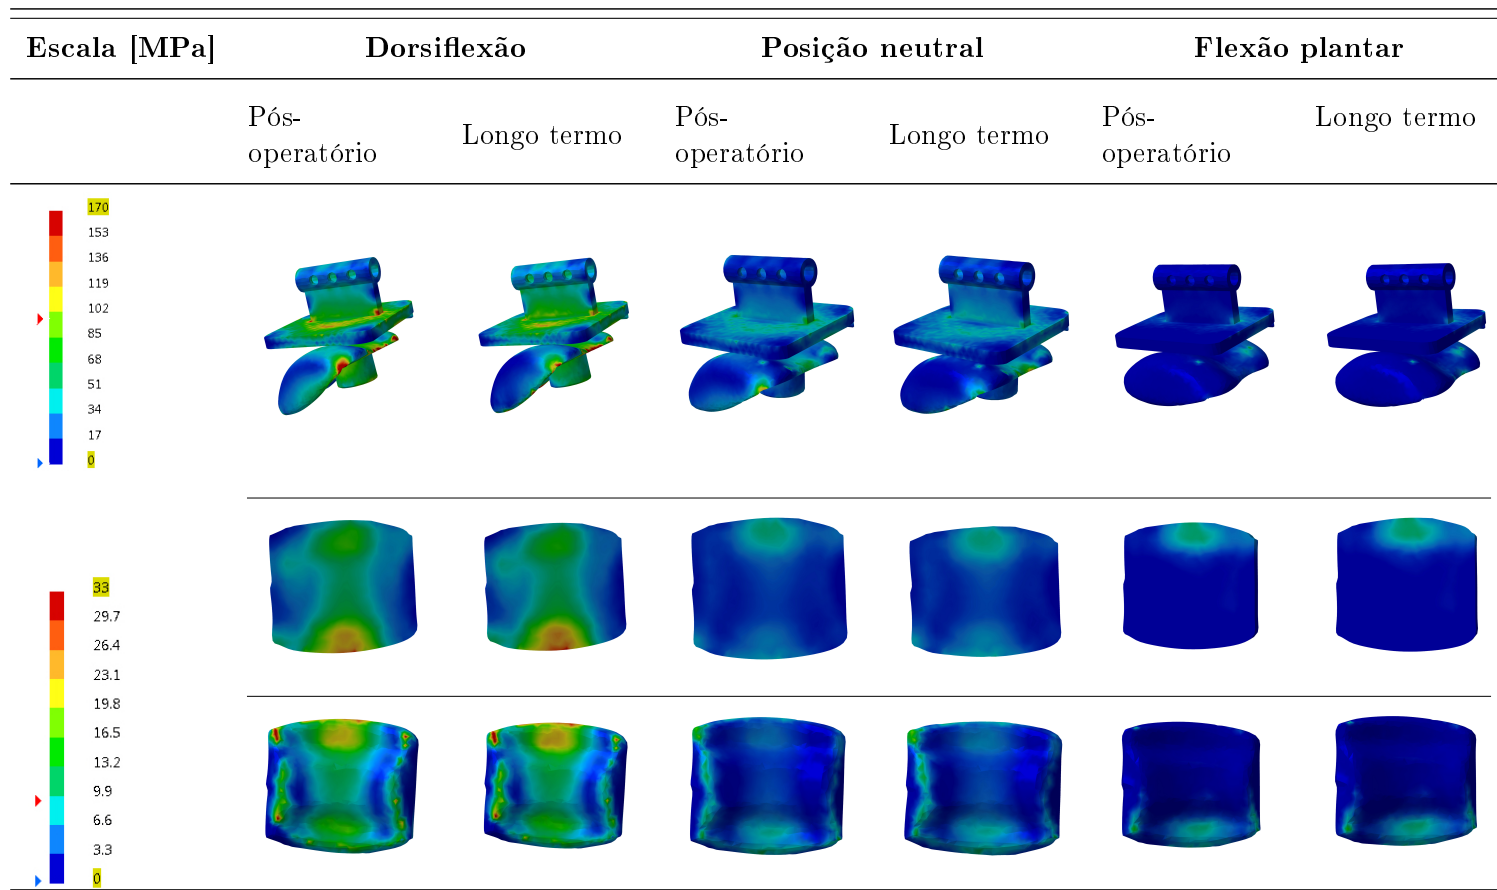 Escala [MPa] Dorsiflexão Posição neutral Flexão plantar
Pós-
operatório
Longo termo
Pós-
operatório
Longo termo
Pós-
operatório
Longo termo
170
153
136
119
102
85
68
51
34
17
0
33
29.7
26.4
23.1
19.8
16.5
13.2
9.9
6.6
3.3
0